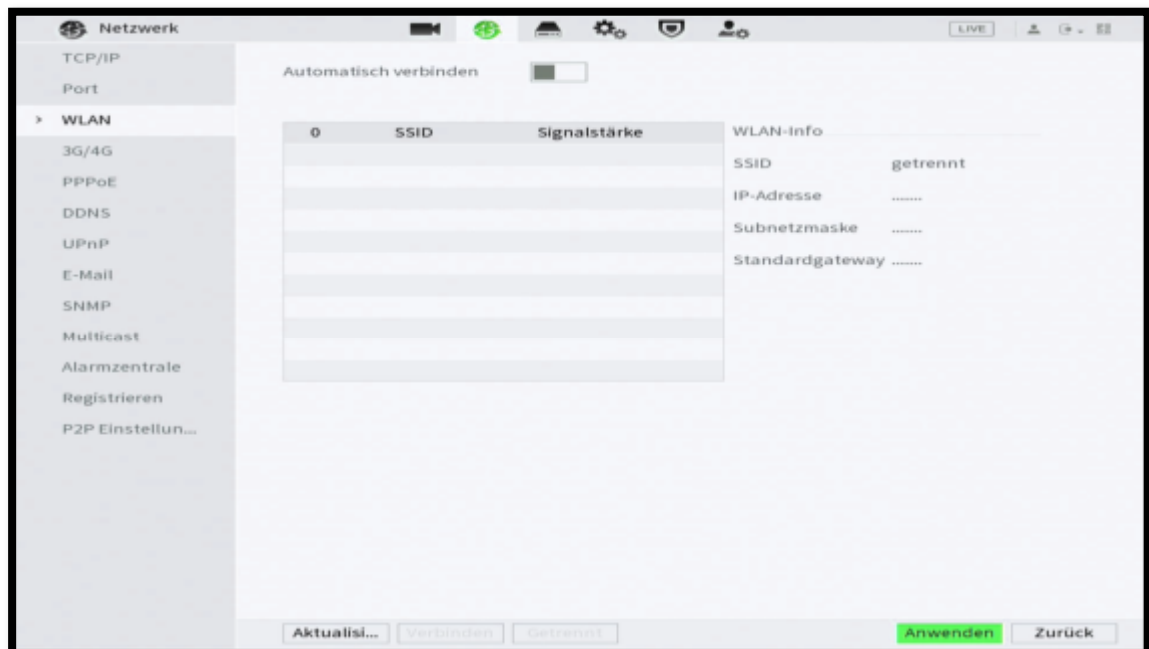 Netzwerk
LIVE
TCP/IP
Port
WLAN
3G/4G
PPPoE
DDNS
UPnP
E-Mail
SNMP
Multicast
Alarmzentrale
Registrieren
P2P Einstellun...
Automatisch verbinden
0 SSID Signalstärke
WLAN-Info
SSID getrennt
IP-Adresse .......
Subnetzmaske .......
Standardgateway .......
Aktualisi... Verbinden Getrennt Anwenden Zurück